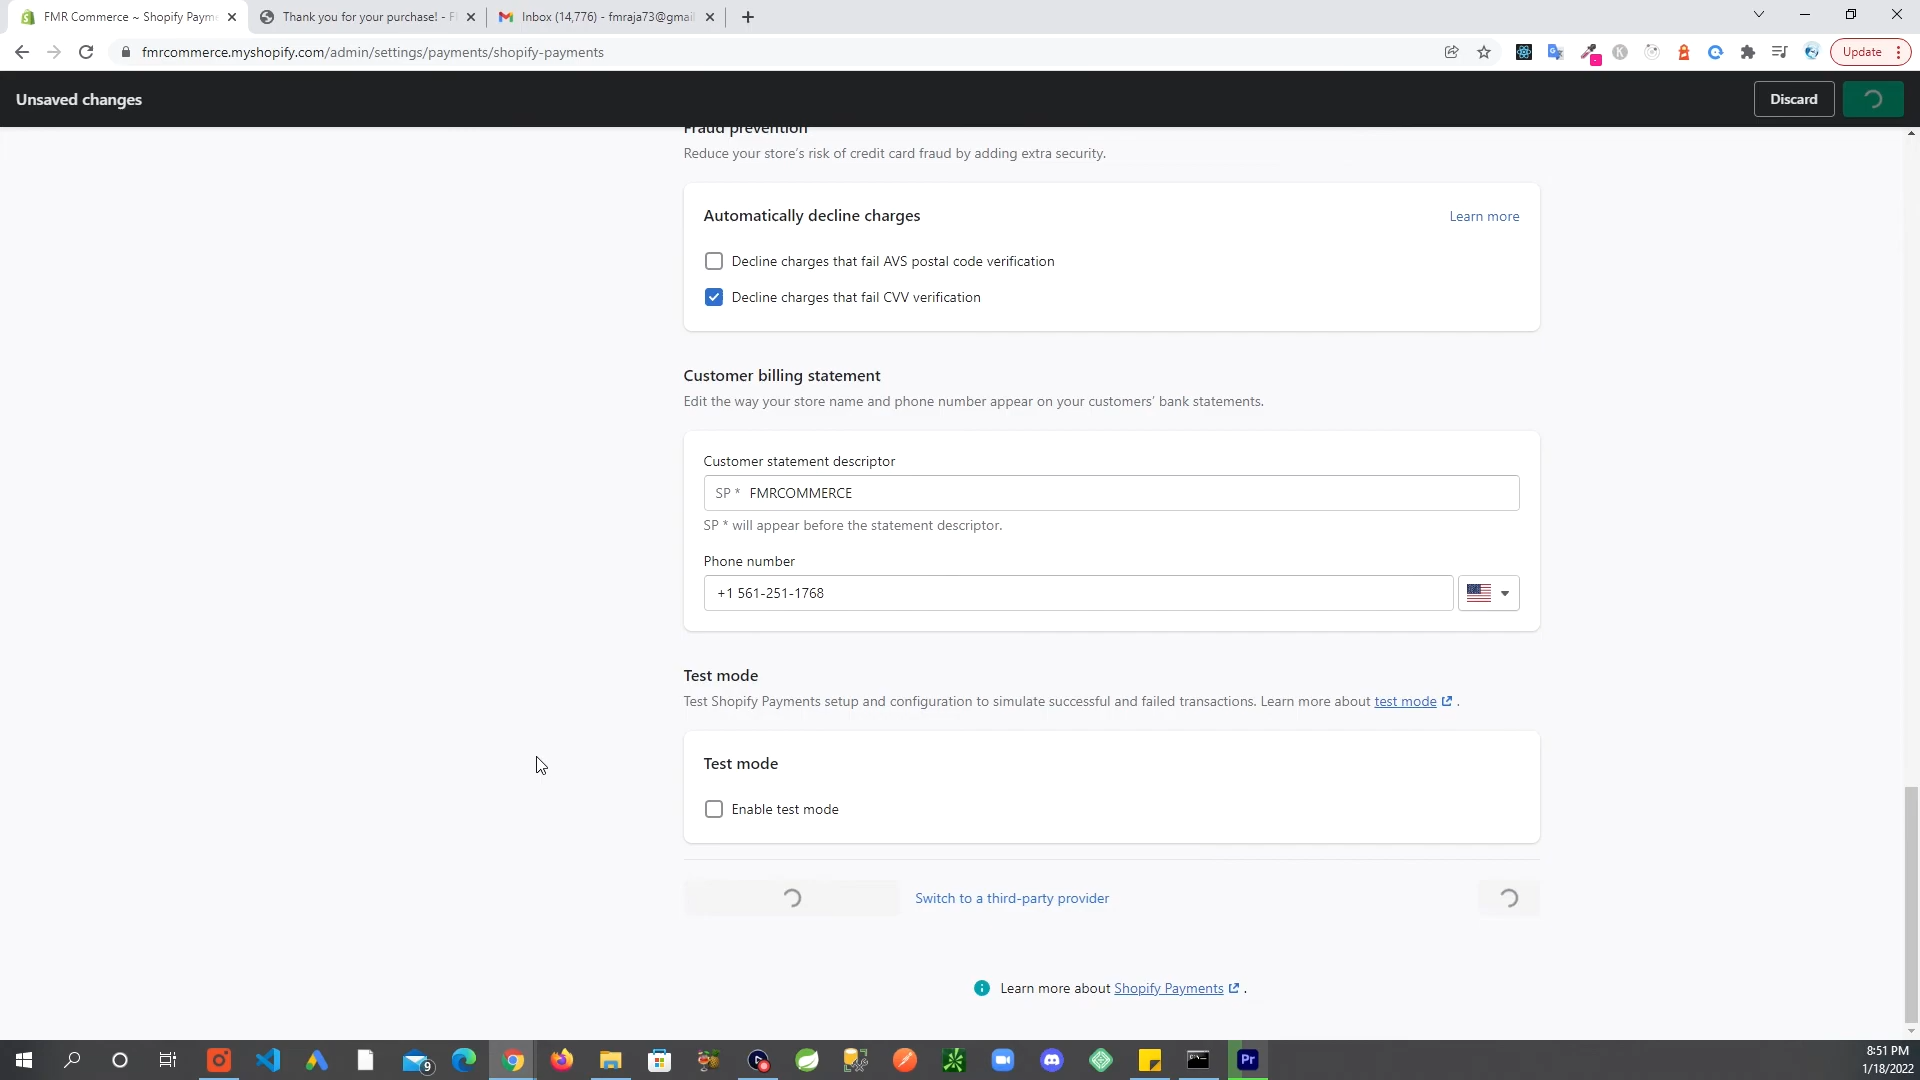 FMR Commerce ~ Shopify Payme
Thank you for your purchase! - F
Inbox (14,776) - fmraja73@gmai
fmrcommerce.myshopify.com/admin/settings/payments/shopify-payments
Update
Unsaved changes
Discard
Fraud prevention
Reduce your store's risk of credit card fraud by adding extra security.
Automatically decline charges
Learn more
Decline charges that fail AVS postal code verification
Decline charges that fail CVV verification
Customer billing statement
Edit the way your store name and phone number appear on your customers' bank statements.
Customer statement descriptor
SP * FMRCOMMERCE
SP * will appear before the statement descriptor.
Phone number
+1 561-251-1768
Test mode
Test Shopify Payments setup and configuration to simulate successful and failed transactions. Learn more about test mode .
Test mode
Enable test mode
Switch to a third-party provider
Learn more about Shopify Payments .
9
Pr
8:51 PM
1/18/2022